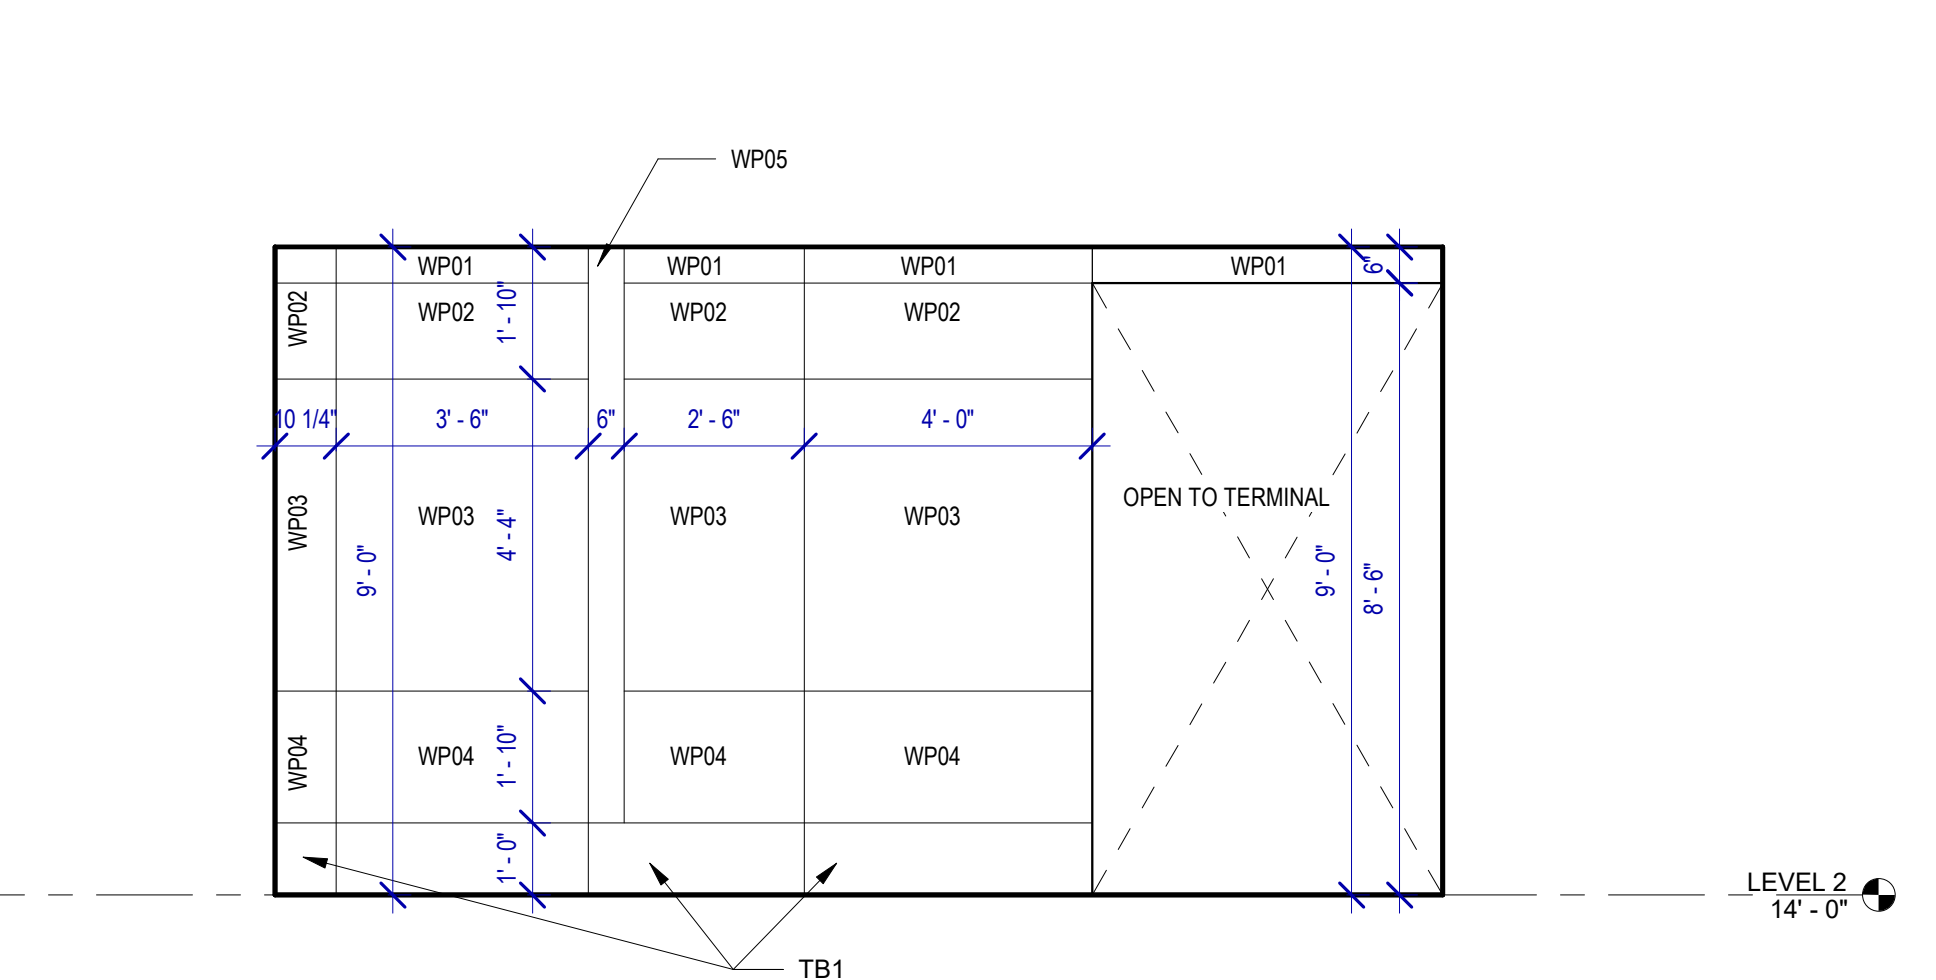 WP05
WP01
WP01
WP01
WP01
6"
WP02
WP02
1' - 10"
WP02
WP02
10 1/4"
3' - 6"
6"
2' - 6"
4' - 0"
WP03
WP03
4' - 4"
WP03
WP03
OPEN TO TERMINAL
9' - 0"
9' - 0"
8' - 6"
WP04
WP04
1' - 10"
WP04
WP04
1' - 0"
LEVEL 2
14' - 0"
TB1